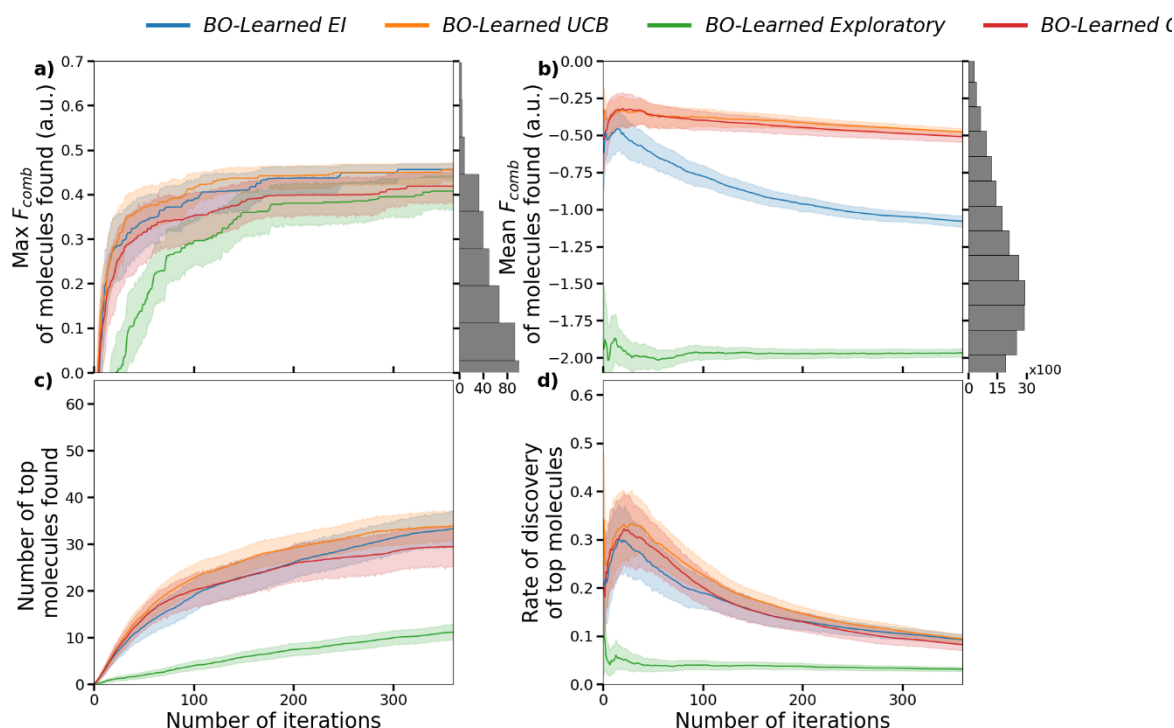 BO-Learned EI BO-Learned UCB BO-Learned Exploratory BO-Learned
a) b)
Max F_comb of molecules found (a.u.)
0.7
0.6
0.5
0.4
0.3
0.2
0.1
0.0
0 40 80
Mean F_comb of molecules found (a.u.)
0.00
−0.25
−0.50
−0.75
−1.00
−1.25
−1.50
−1.75
−2.00
0 15 30
x100
c) d)
Number of top molecules found
60
50
40
30
20
10
0
0 100 200 300
Number of iterations
Rate of discovery of top molecules
0.6
0.5
0.4
0.3
0.2
0.1
0.0
0 100 200 300
Number of iterations